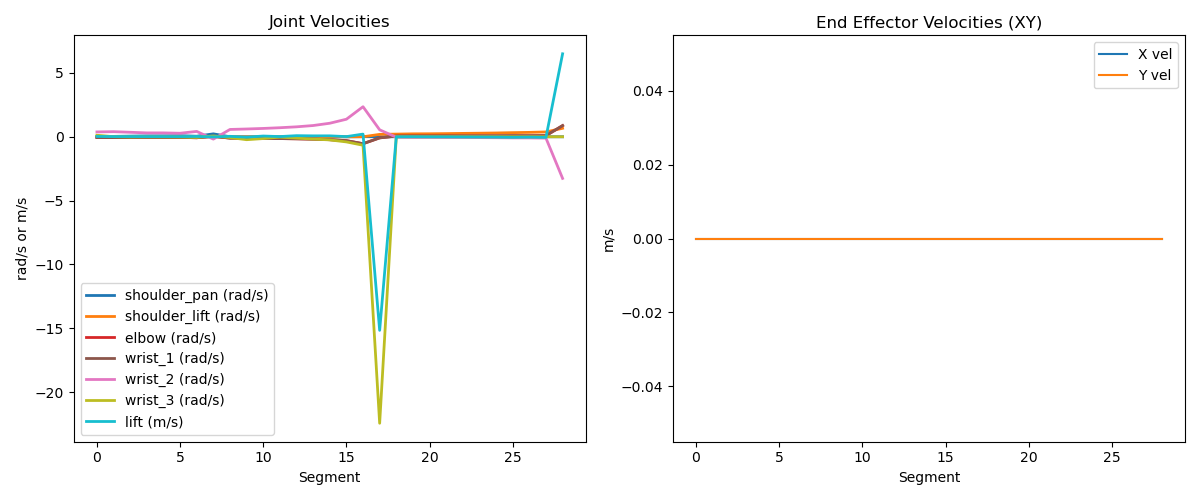 Joint Velocities
rad/s or m/s
5
0
−5
−10
−15
−20
shoulder_pan (rad/s)
shoulder_lift (rad/s)
elbow (rad/s)
wrist_1 (rad/s)
wrist_2 (rad/s)
wrist_3 (rad/s)
lift (m/s)
0 5 10 15 20 25
Segment
End Effector Velocities (XY)
m/s
X vel
Y vel
0.04
0.02
0.00
−0.02
−0.04
0 5 10 15 20 25
Segment